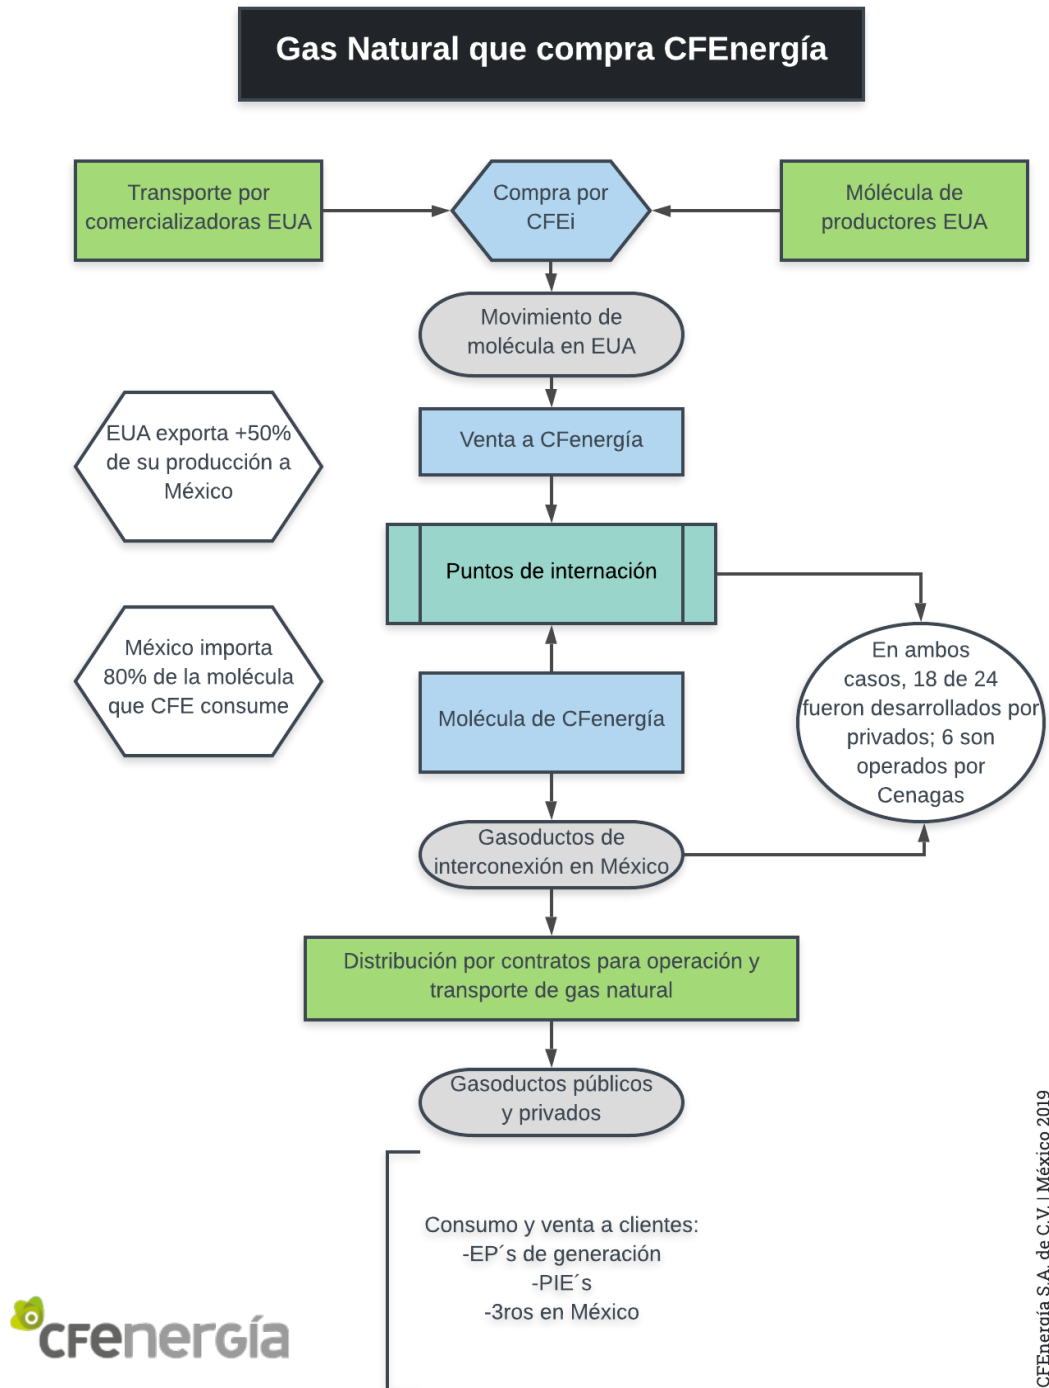 Gas Natural que compra CFEnergía
Transporte por
comercializadoras EUA
Compra por
CFEi
Mólécula de
productores EUA
Movimiento de
molécula en EUA
EUA exporta +50%
de su producción a
México
Venta a CFenergía
Puntos de internación
México importa
80% de la molécula
que CFE consume
En ambos
casos, 18 de 24
fueron desarrollados por
privados; 6 son
operados por
Cenagas
Molécula de CFenergía
Gasoductos de
interconexión en México
Distribución por contratos para operación y
transporte de gas natural
Gasoductos públicos
y privados
Consumo y venta a clientes:
-EP´s de generación
-PIE´s
-3ros en México
CFEnergía
CFEnergía S.A. de C.V. | México 2019